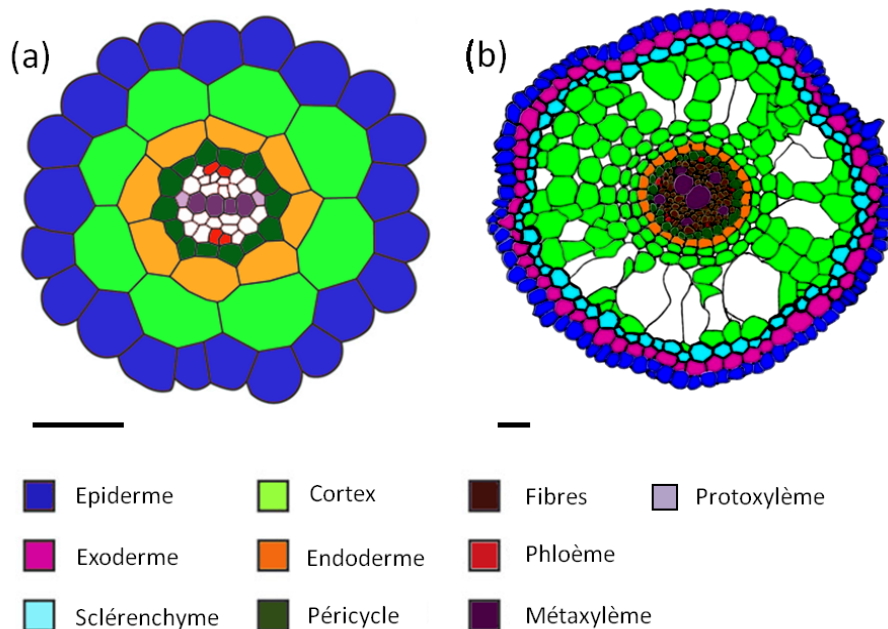 (a) (b)
Epiderme Cortex Fibres Protoxylème
Exoderme Endoderme Phloème
Sclérenchyme Péricycle Métaxylème